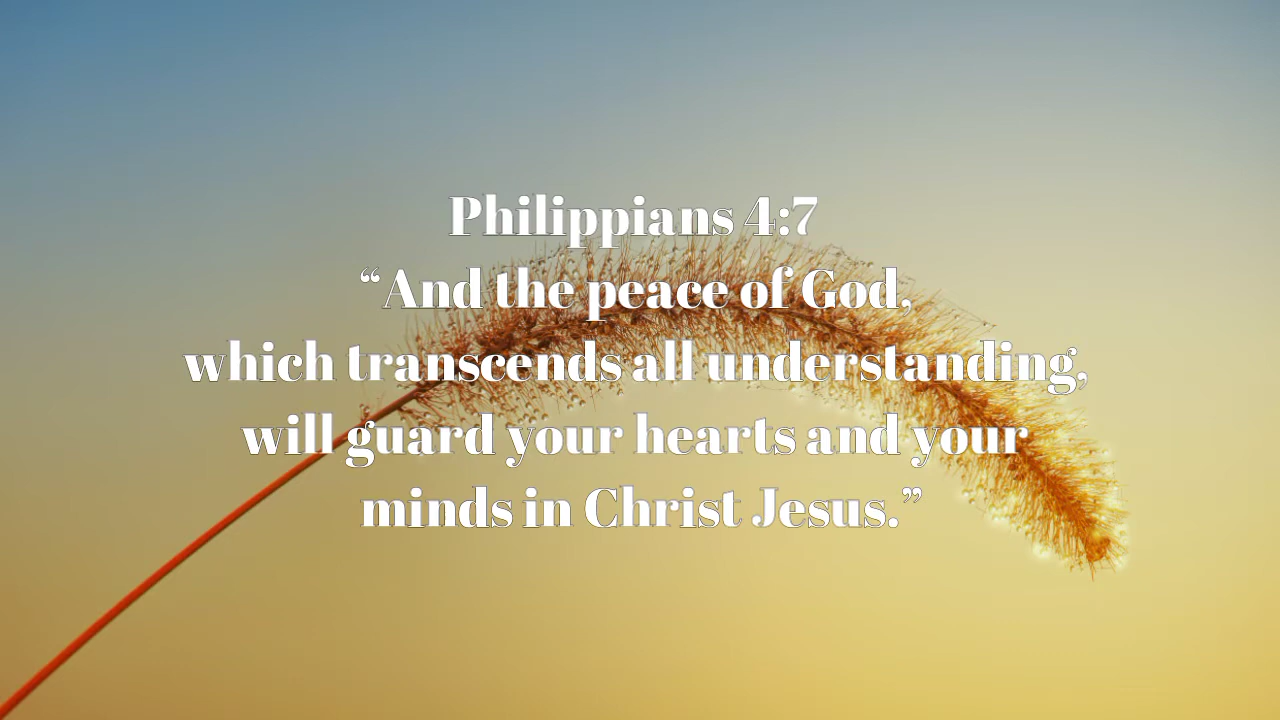 Philippians 4:7
“And the peace of God,
which transcends all understanding,
will guard your hearts and your
minds in Christ Jesus.”